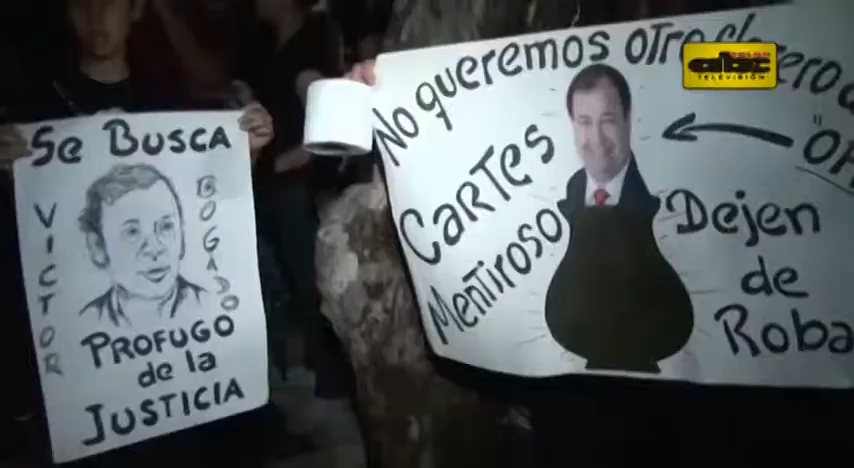 Se Busca
VICTOR
BOGADO
PROFUGO
de la
JUSTICIA
No queremos otro
CARTES
Mentiroso
Dejen
de
Roba
abc
TELEVISIÓN